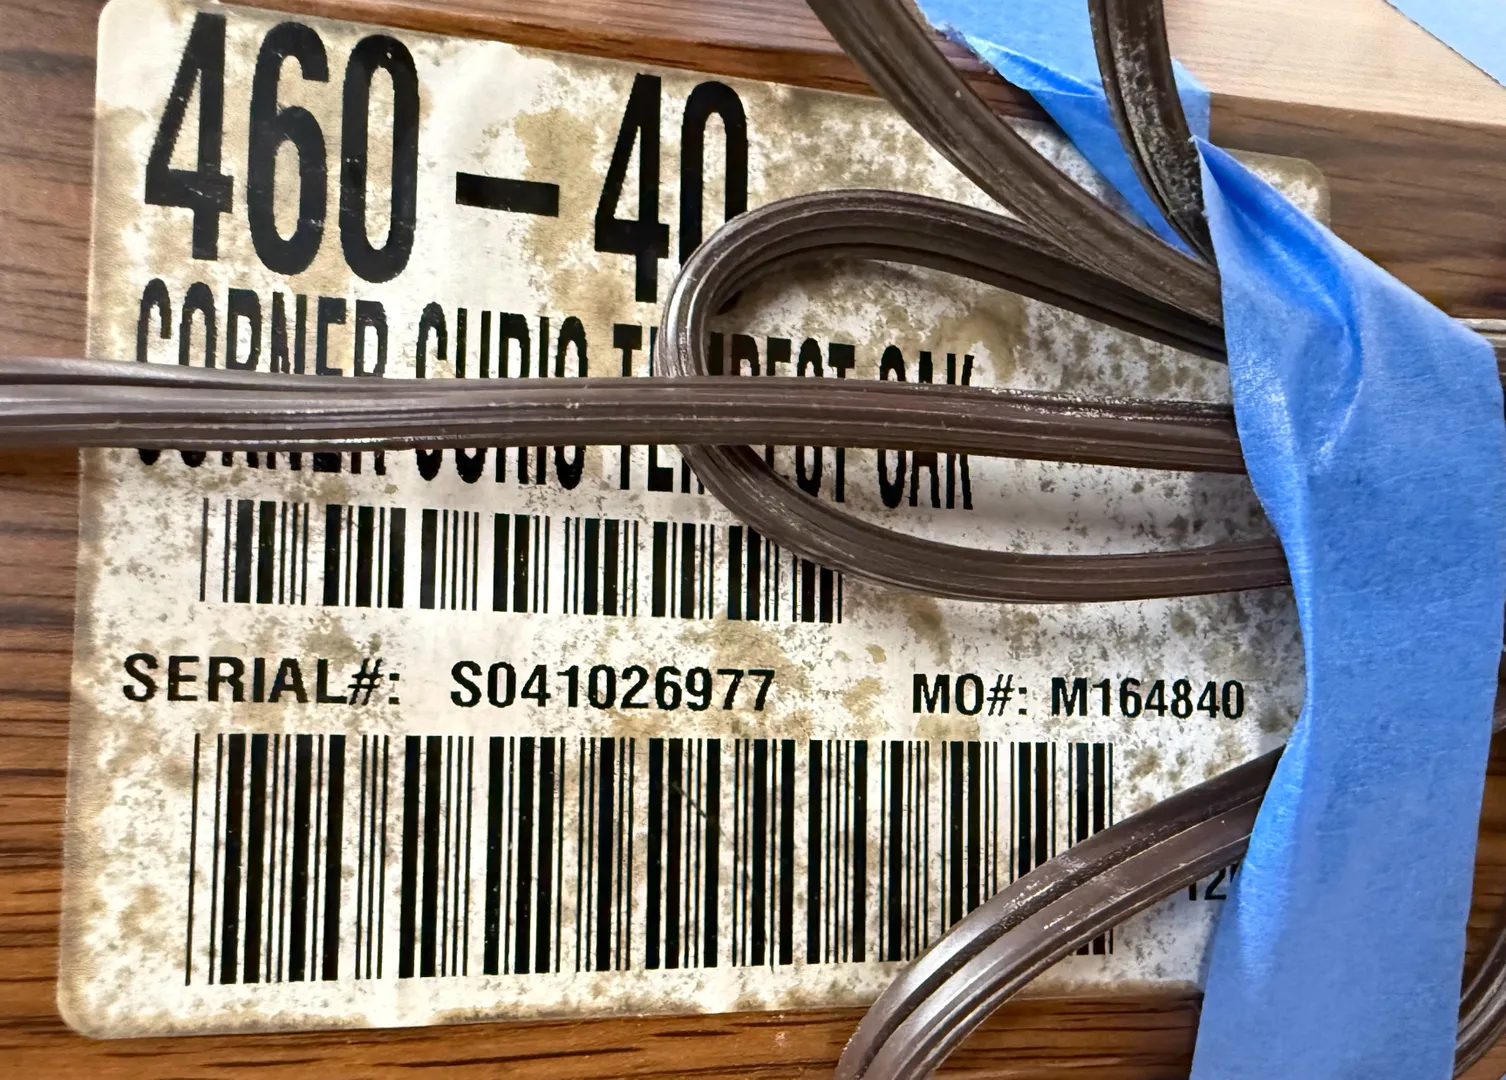 460-40
CORNER CURIO TEMPEST OAK
SERIAL#: S041026977 MO#: M164840